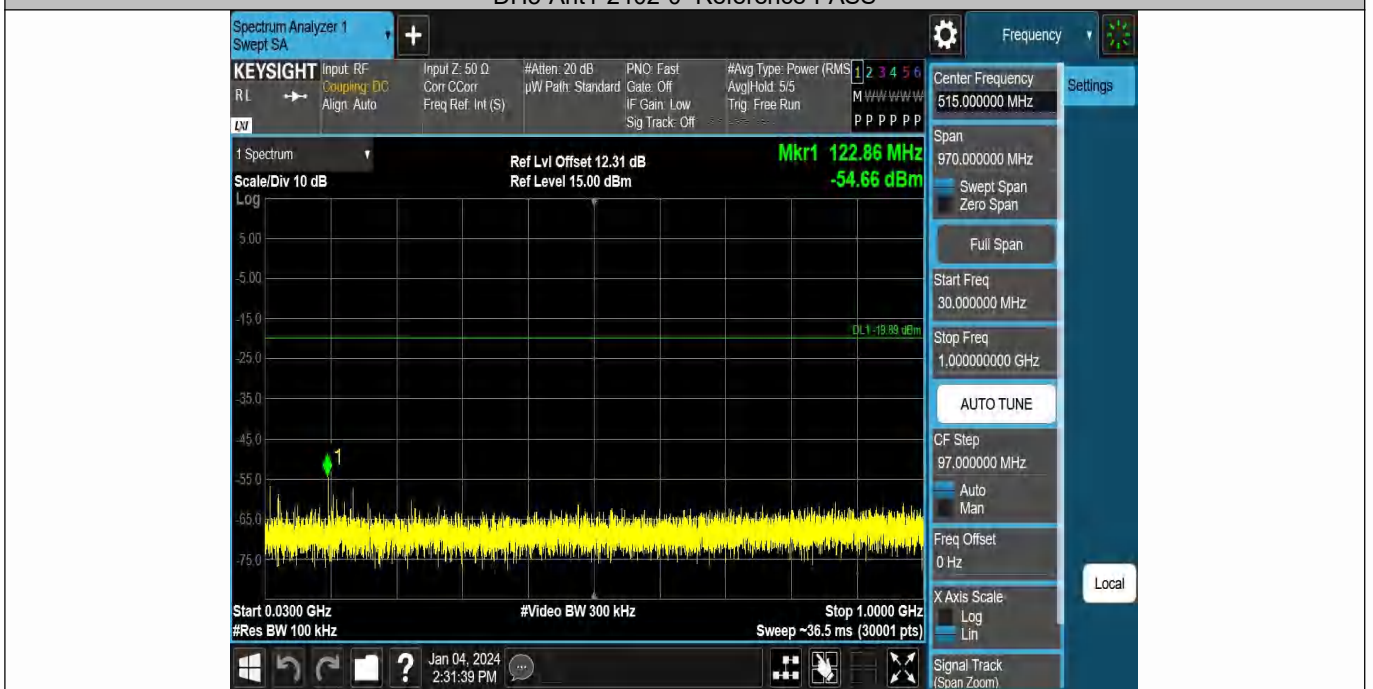 Spectrum Analyzer 1
Swept SA
+
Frequency
KEYSIGHT
RL
LXI
Input: RF
Coupling: DC
Align: Auto
Input Z: 50 Ω
Corr CCorr
Freq Ref: Int (S)
#Atten: 20 dB
µW Path: Standard
PNO: Fast
Gate: Off
IF Gain: Low
Sig Track: Off
#Avg Type: Power (RMS
Avg|Hold: 5/5
Trig: Free Run
1 2 3 4 5 6
M W W W W W
P P P P P P
Center Frequency
515.000000 MHz
Settings
1 Spectrum
Scale/Div 10 dB
Log
Ref Lvl Offset 12.31 dB
Ref Level 15.00 dBm
Mkr1 122.86 MHz
-54.66 dBm
Span
970.000000 MHz
Swept Span
Zero Span
Full Span
Start Freq
30.000000 MHz
Stop Freq
1.000000000 GHz
AUTO TUNE
CF Step
97.000000 MHz
Auto
Man
Freq Offset
0 Hz
X Axis Scale
Log
Lin
Signal Track
(Span Zoom)
Local
5.00
-5.00
-15.0
DL1 -19.89 dBm
-25.0
-35.0
-45.0
1
-55.0
-65.0
-75.0
Start 0.0300 GHz
#Res BW 100 kHz
#Video BW 300 kHz
Stop 1.0000 GHz
Sweep ~36.5 ms (30001 pts)
?
Jan 04, 2024
2:31:39 PM